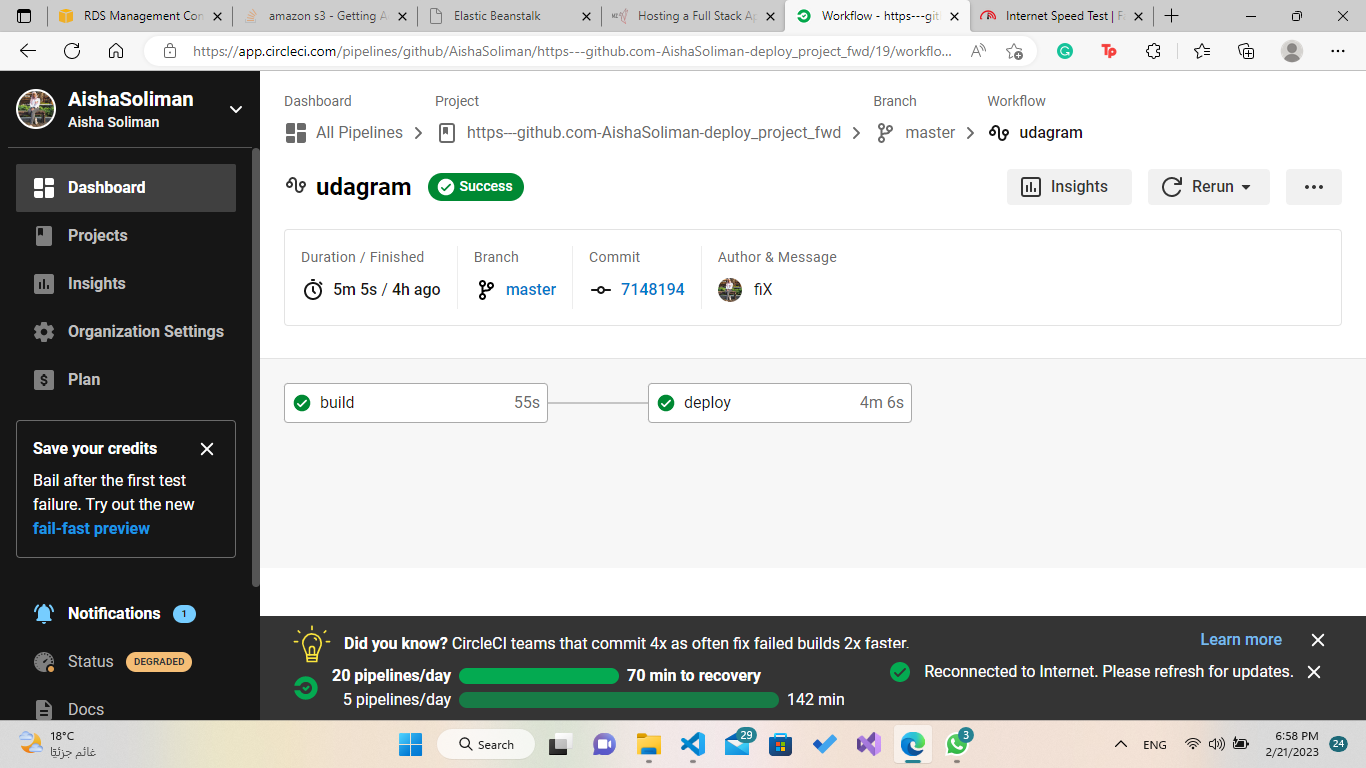 RDS Management Con
amazon s3 - Getting A
Elastic Beanstalk
Hosting a Full Stack Ap
Workflow - https---gith
Internet Speed Test | Fa
https://app.circleci.com/pipelines/github/AishaSoliman/https---github.com-AishaSoliman-deploy_project_fwd/19/workflo...
AishaSoliman
Aisha Soliman
Dashboard
Projects
Insights
Organization Settings
Plan
Save your credits
Bail after the first test
failure. Try out the new
fail-fast preview
Notifications 1
Status DEGRADED
Docs
Dashboard Project Branch Workflow
All Pipelines https---github.com-AishaSoliman-deploy_project_fwd master udagram
udagram Success Insights Rerun
Duration / Finished Branch Commit Author & Message
5m 5s / 4h ago master 7148194 fiX
build 55s deploy 4m 6s
Did you know? CircleCI teams that commit 4x as often fix failed builds 2x faster. Learn more
20 pipelines/day 70 min to recovery
Reconnected to Internet. Please refresh for updates.
5 pipelines/day 142 min
18°C
غائم جزئيًا
Search
29
3
ENG
6:58 PM
2/21/2023
24